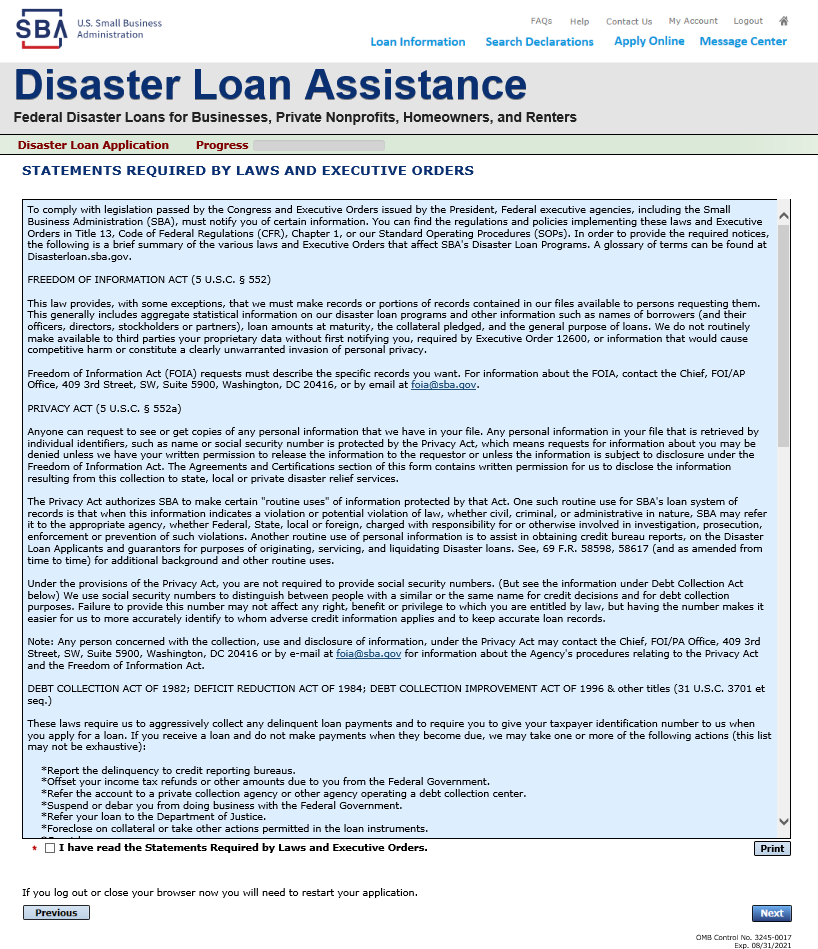 SBA
U.S. Small Business
Administration
FAQs Help Contact Us My Account Logout
Loan Information Search Declarations Apply Online Message Center
Disaster Loan Assistance
Federal Disaster Loans for Businesses, Private Nonprofits, Homeowners, and Renters
Disaster Loan Application Progress
STATEMENTS REQUIRED BY LAWS AND EXECUTIVE ORDERS
To comply with legislation passed by the Congress and Executive Orders issued by the President, Federal executive agencies, including the Small
Business Administration (SBA), must notify you of certain information. You can find the regulations and policies implementing these laws and Executive
Orders in Title 13, Code of Federal Regulations (CFR), Chapter 1, or our Standard Operating Procedures (SOPs). In order to provide the required notices,
the following is a brief summary of the various laws and Executive Orders that affect SBA's Disaster Loan Programs. A glossary of terms can be found at
Disasterloan.sba.gov.
FREEDOM OF INFORMATION ACT (5 U.S.C. § 552)
This law provides, with some exceptions, that we must make records or portions of records contained in our files available to persons requesting them.
This generally includes aggregate statistical information on our disaster loan programs and other information such as names of borrowers (and their
officers, directors, stockholders or partners), loan amounts at maturity, the collateral pledged, and the general purpose of loans. We do not routinely
make available to third parties your proprietary data without first notifying you, required by Executive Order 12600, or information that would cause
competitive harm or constitute a clearly unwarranted invasion of personal privacy.
Freedom of Information Act (FOIA) requests must describe the specific records you want. For information about the FOIA, contact the Chief, FOI/AP
Office, 409 3rd Street, SW, Suite 5900, Washington, DC 20416, or by email at foia@sba.gov.
PRIVACY ACT (5 U.S.C. § 552a)
Anyone can request to see or get copies of any personal information that we have in your file. Any personal information in your file that is retrieved by
individual identifiers, such as name or social security number is protected by the Privacy Act, which means requests for information about you may be
denied unless we have your written permission to release the information to the requestor or unless the information is subject to disclosure under the
Freedom of Information Act. The Agreements and Certifications section of this form contains written permission for us to disclose the information
resulting from this collection to state, local or private disaster relief services.
The Privacy Act authorizes SBA to make certain "routine uses" of information protected by that Act. One such routine use for SBA's loan system of
records is that when this information indicates a violation or potential violation of law, whether civil, criminal, or administrative in nature, SBA may refer
it to the appropriate agency, whether Federal, State, local or foreign, charged with responsibility for or otherwise involved in investigation, prosecution,
enforcement or prevention of such violations. Another routine use of personal information is to assist in obtaining credit bureau reports, on the Disaster
Loan Applicants and guarantors for purposes of originating, servicing, and liquidating Disaster loans. See, 69 F.R. 58598, 58617 (and as amended from
time to time) for additional background and other routine uses.
Under the provisions of the Privacy Act, you are not required to provide social security numbers. (But see the information under Debt Collection Act
below) We use social security numbers to distinguish between people with a similar or the same name for credit decisions and for debt collection
purposes. Failure to provide this number may not affect any right, benefit or privilege to which you are entitled by law, but having the number makes it
easier for us to more accurately identify to whom adverse credit information applies and to keep accurate loan records.
Note: Any person concerned with the collection, use and disclosure of information, under the Privacy Act may contact the Chief, FOI/PA Office, 409 3rd
Street, SW, Suite 5900, Washington, DC 20416 or by e-mail at foia@sba.gov for information about the Agency's procedures relating to the Privacy Act
and the Freedom of Information Act.
DEBT COLLECTION ACT OF 1982; DEFICIT REDUCTION ACT OF 1984; DEBT COLLECTION IMPROVEMENT ACT OF 1996 & other titles (31 U.S.C. 3701 et
seq.)
These laws require us to aggressively collect any delinquent loan payments and to require you to give your taxpayer identification number to us when
you apply for a loan. If you receive a loan and do not make payments when they become due, we may take one or more of the following actions (this list
may not be exhaustive):
*Report the delinquency to credit reporting bureaus.
*Offset your income tax refunds or other amounts due to you from the Federal Government.
*Refer the account to a private collection agency or other agency operating a debt collection center.
*Suspend or debar you from doing business with the Federal Government.
*Refer your loan to the Department of Justice.
*Foreclose on collateral or take other actions permitted in the loan instruments.
* I have read the Statements Required by Laws and Executive Orders.
Print
If you log out or close your browser now you will need to restart your application.
Previous Next
OMB Control No. 3245-0017
Exp. 08/31/2021